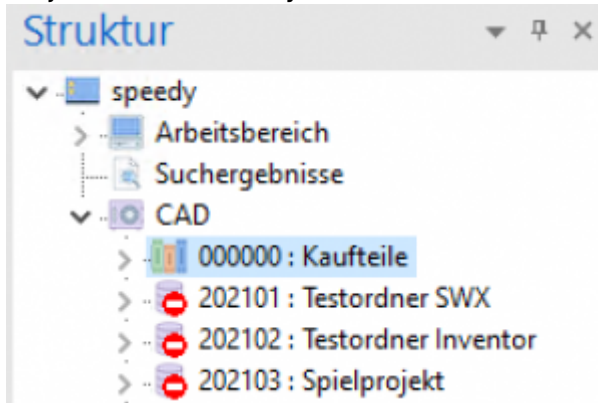 Struktur
speedy
Arbeitsbereich
Suchergebnisse
CAD
000000 : Kaufteile
202101 : Testordner SWX
202102 : Testordner Inventor
202103 : Spielprojekt